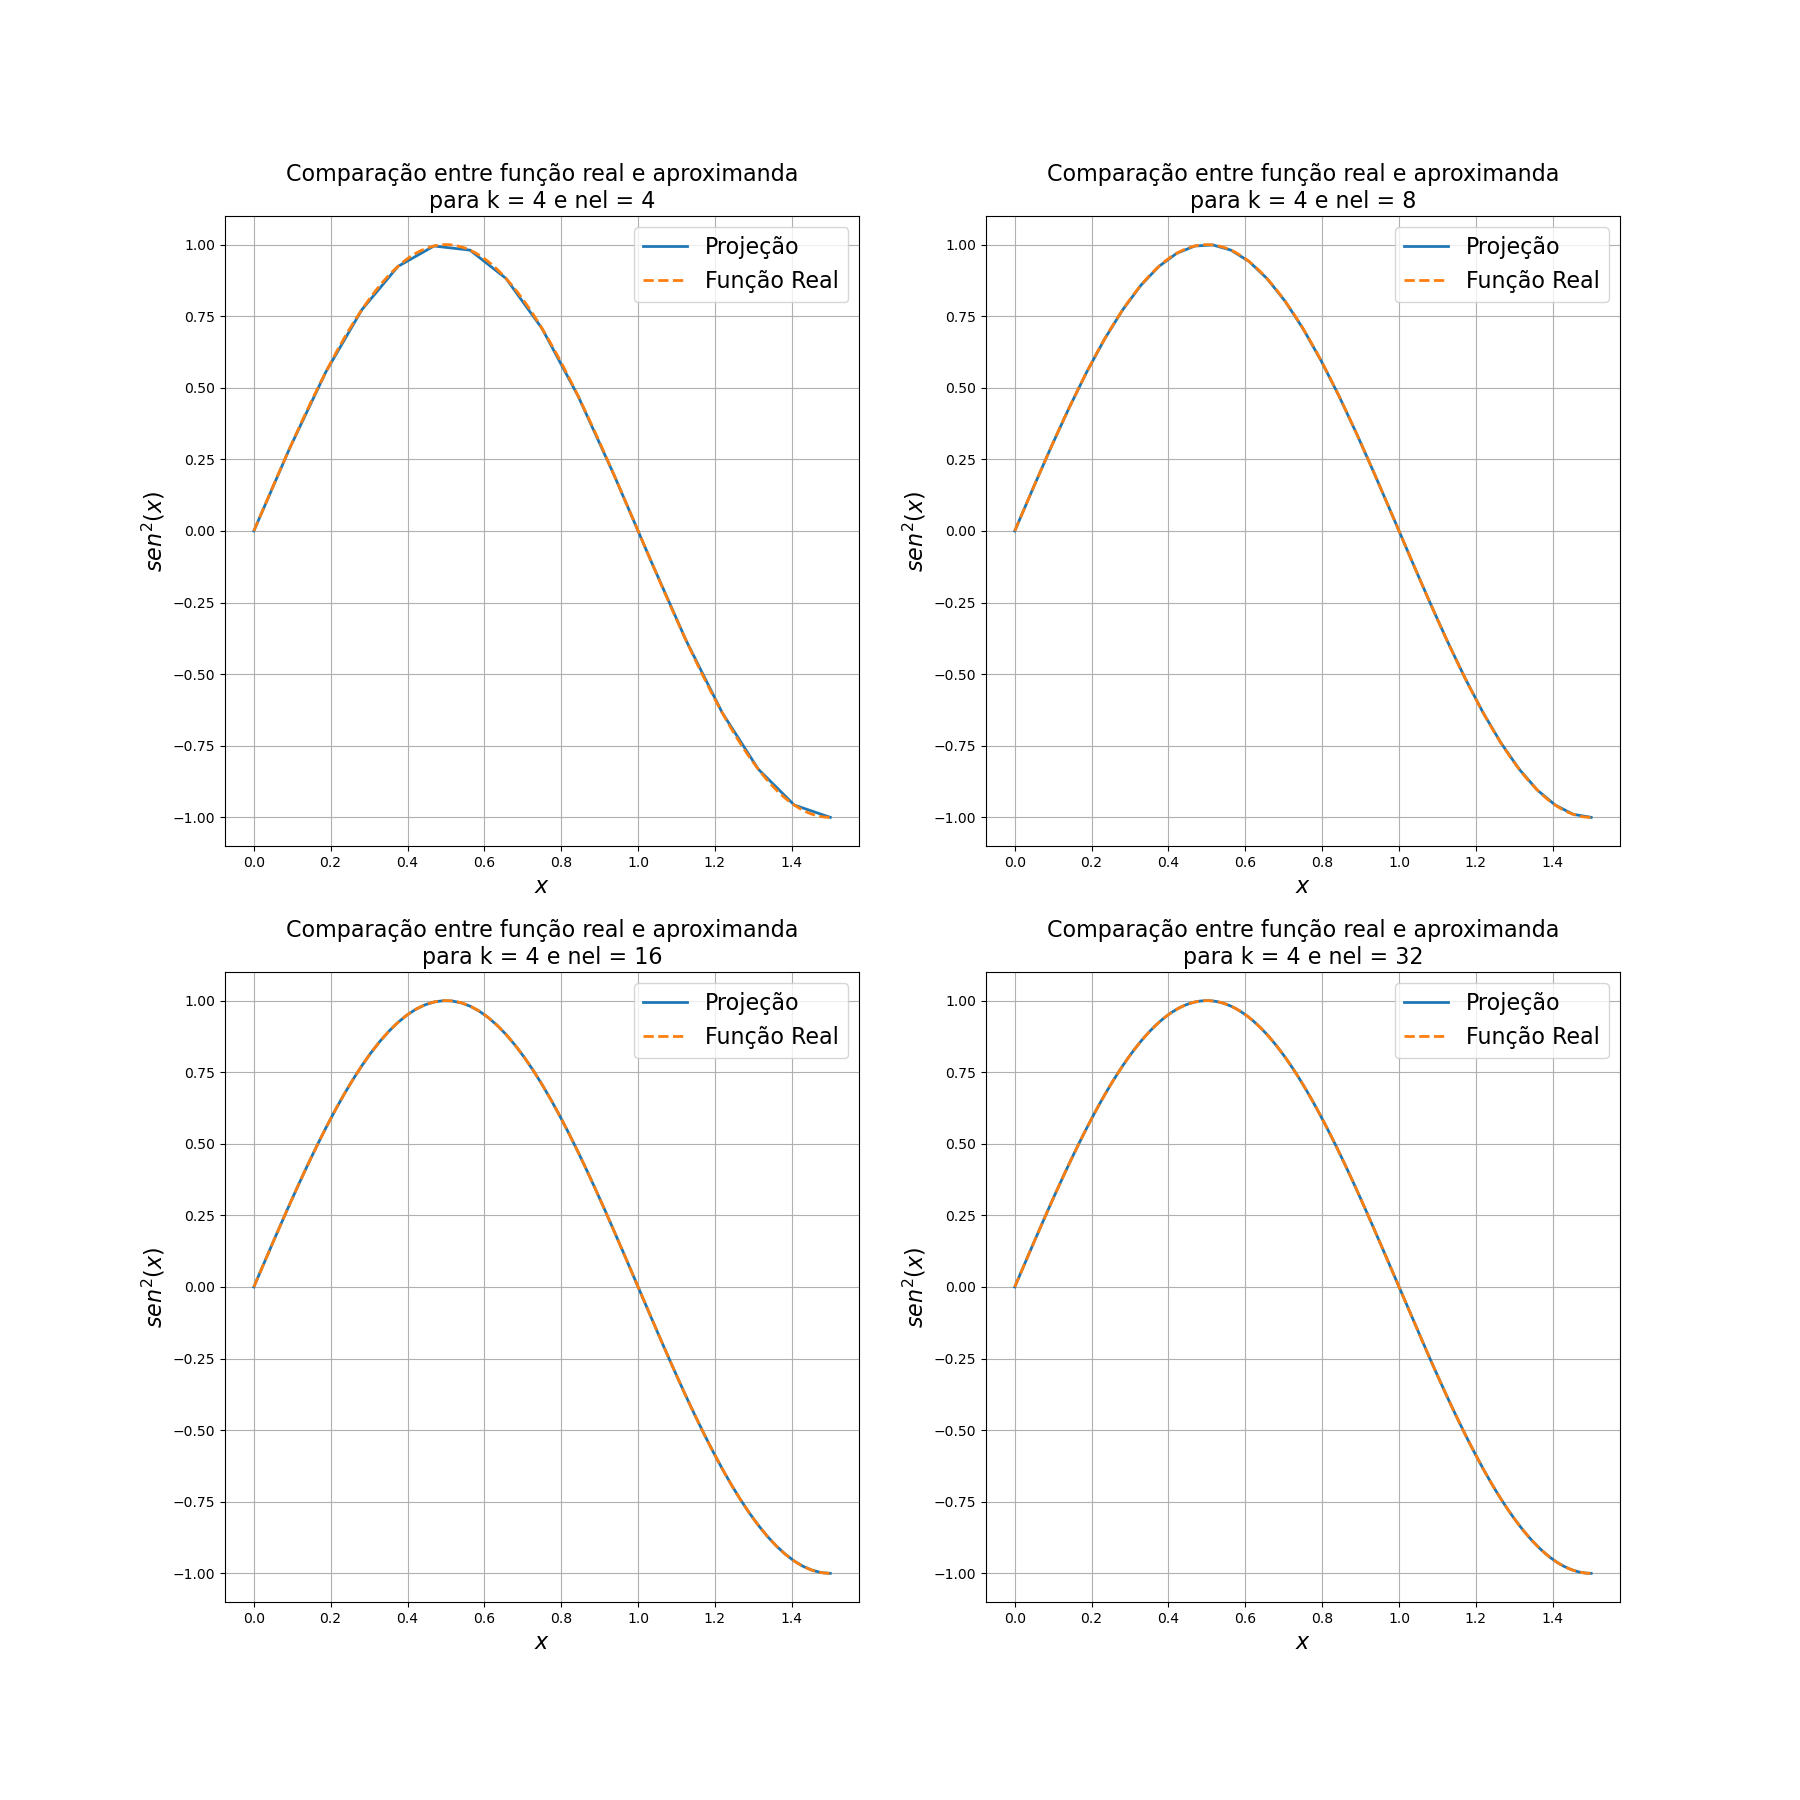 Comparação entre função real e aproximanda
para k = 4 e nel = 4
1.00
0.75
0.50
0.25
0.00
−0.25
−0.50
−0.75
−1.00
sen²(x)
Projeção
Função Real
0.0 0.2 0.4 0.6 0.8 1.0 1.2 1.4
x
Comparação entre função real e aproximanda
para k = 4 e nel = 8
1.00
0.75
0.50
0.25
0.00
−0.25
−0.50
−0.75
−1.00
sen²(x)
Projeção
Função Real
0.0 0.2 0.4 0.6 0.8 1.0 1.2 1.4
x
Comparação entre função real e aproximanda
para k = 4 e nel = 16
1.00
0.75
0.50
0.25
0.00
−0.25
−0.50
−0.75
−1.00
sen²(x)
Projeção
Função Real
0.0 0.2 0.4 0.6 0.8 1.0 1.2 1.4
x
Comparação entre função real e aproximanda
para k = 4 e nel = 32
1.00
0.75
0.50
0.25
0.00
−0.25
−0.50
−0.75
−1.00
sen²(x)
Projeção
Função Real
0.0 0.2 0.4 0.6 0.8 1.0 1.2 1.4
x